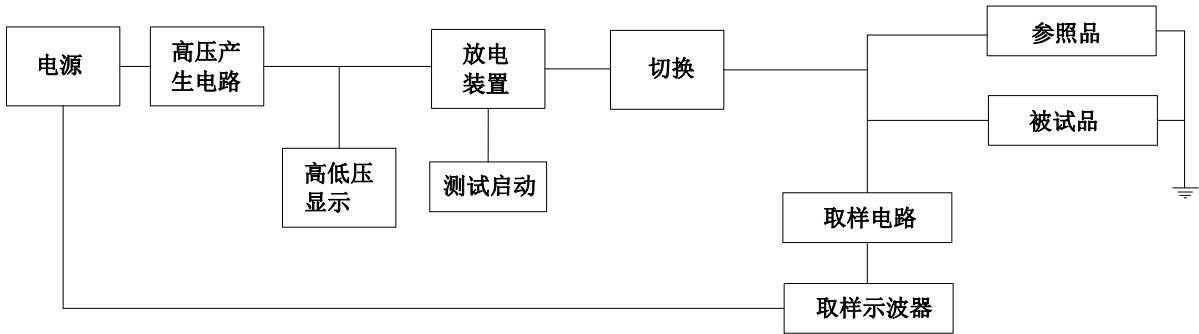 电源
高压产
生电路
放电
装置
切换
参照品
被试品
高低压
显示
测试启动
取样电路
取样示波器